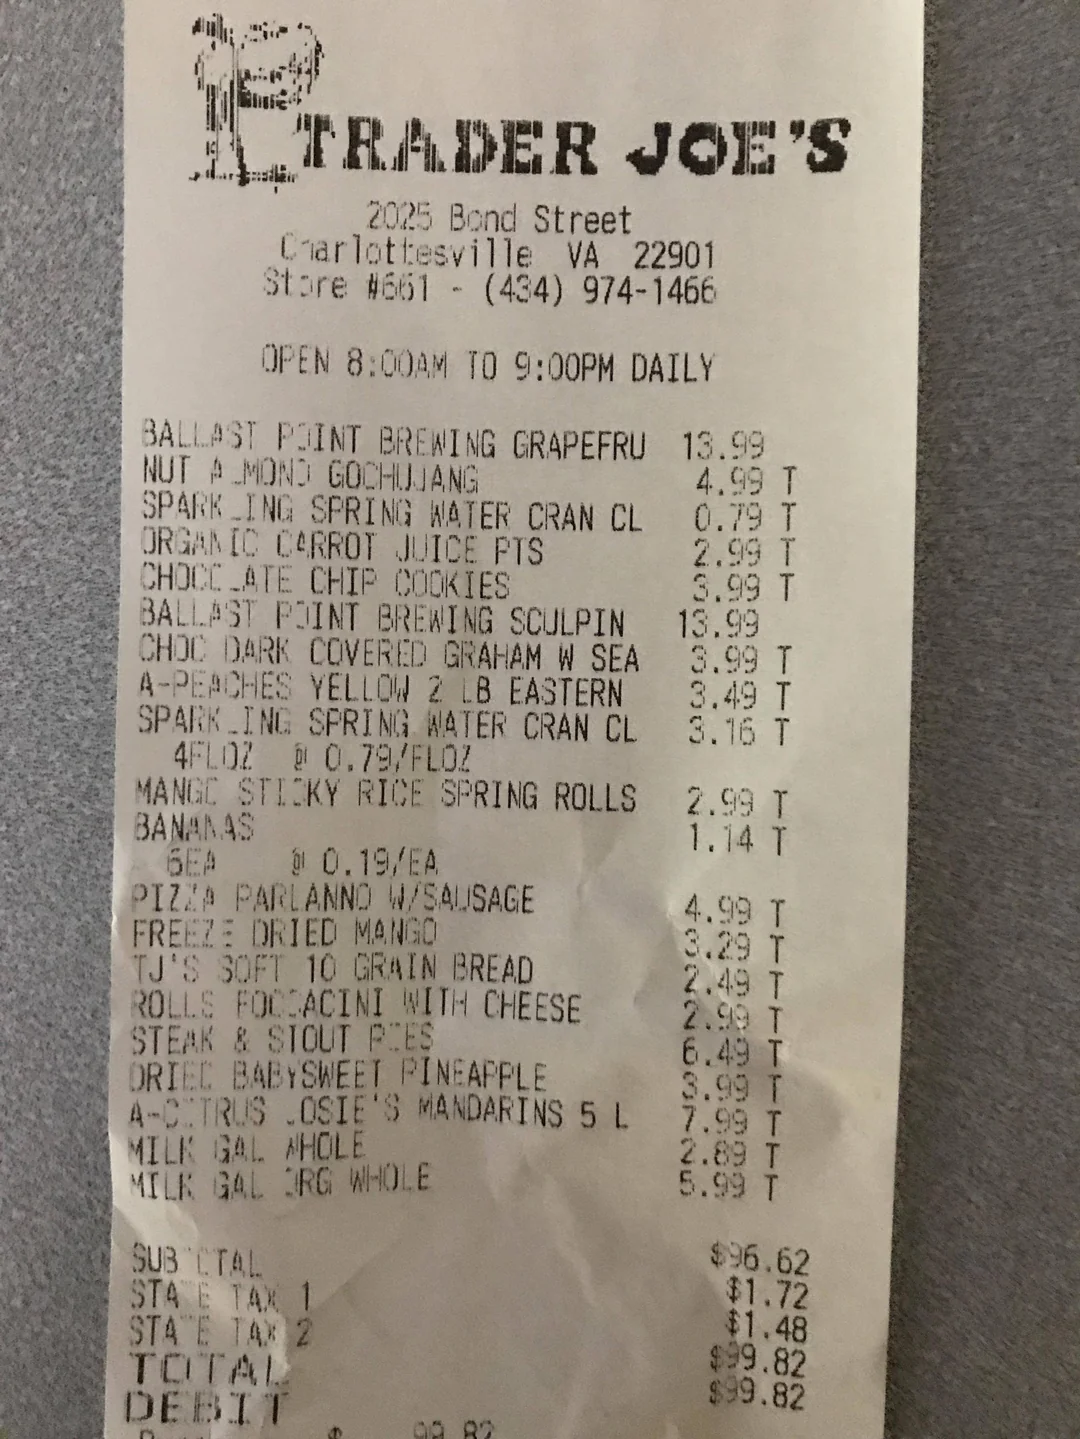 TRADER JOE'S
2025 Bond Street
Charlottesville VA 22901
Store #661 - (434) 974-1466
OPEN 8:00AM TO 9:00PM DAILY
BALLAST POINT BREWING GRAPEFRU 13.99
NUT ALMOND GOCHUJANG 4.99 T
SPARKLING SPRING WATER CRAN CL 0.79 T
ORGANIC CARROT JUICE PTS 2.99 T
CHOCOLATE CHIP COOKIES 3.99 T
BALLAST POINT BREWING SCULPIN 13.99
CHOC DARK COVERED GRAHAM W SEA 3.99 T
A-PEACHES YELLOW 2 LB EASTERN 3.49 T
SPARKLING SPRING WATER CRAN CL 3.16 T
4FLOZ @ 0.79/FLOZ
MANGO STICKY RICE SPRING ROLLS 2.99 T
BANANAS 1.14 T
6EA @ 0.19/EA
PIZZA PARLANNO W/SAUSAGE 4.99 T
FREEZE DRIED MANGO 3.29 T
TJ'S SOFT 10 GRAIN BREAD 2.49 T
ROLLS FOCCACINI WITH CHEESE 2.99 T
STEAK & STOUT PIES 6.49 T
DRIED BABYSWEET PINEAPPLE 3.99 T
A-CITRUS JOSIE'S MANDARINS 5 L 7.99 T
MILK GAL WHOLE 2.89 T
MILK GAL ORG WHOLE 5.99 T
SUBTOTAL $96.62
STATE TAX 1 $1.72
STATE TAX 2 $1.48
TOTAL $99.82
DEBIT $99.82
$ 99.82